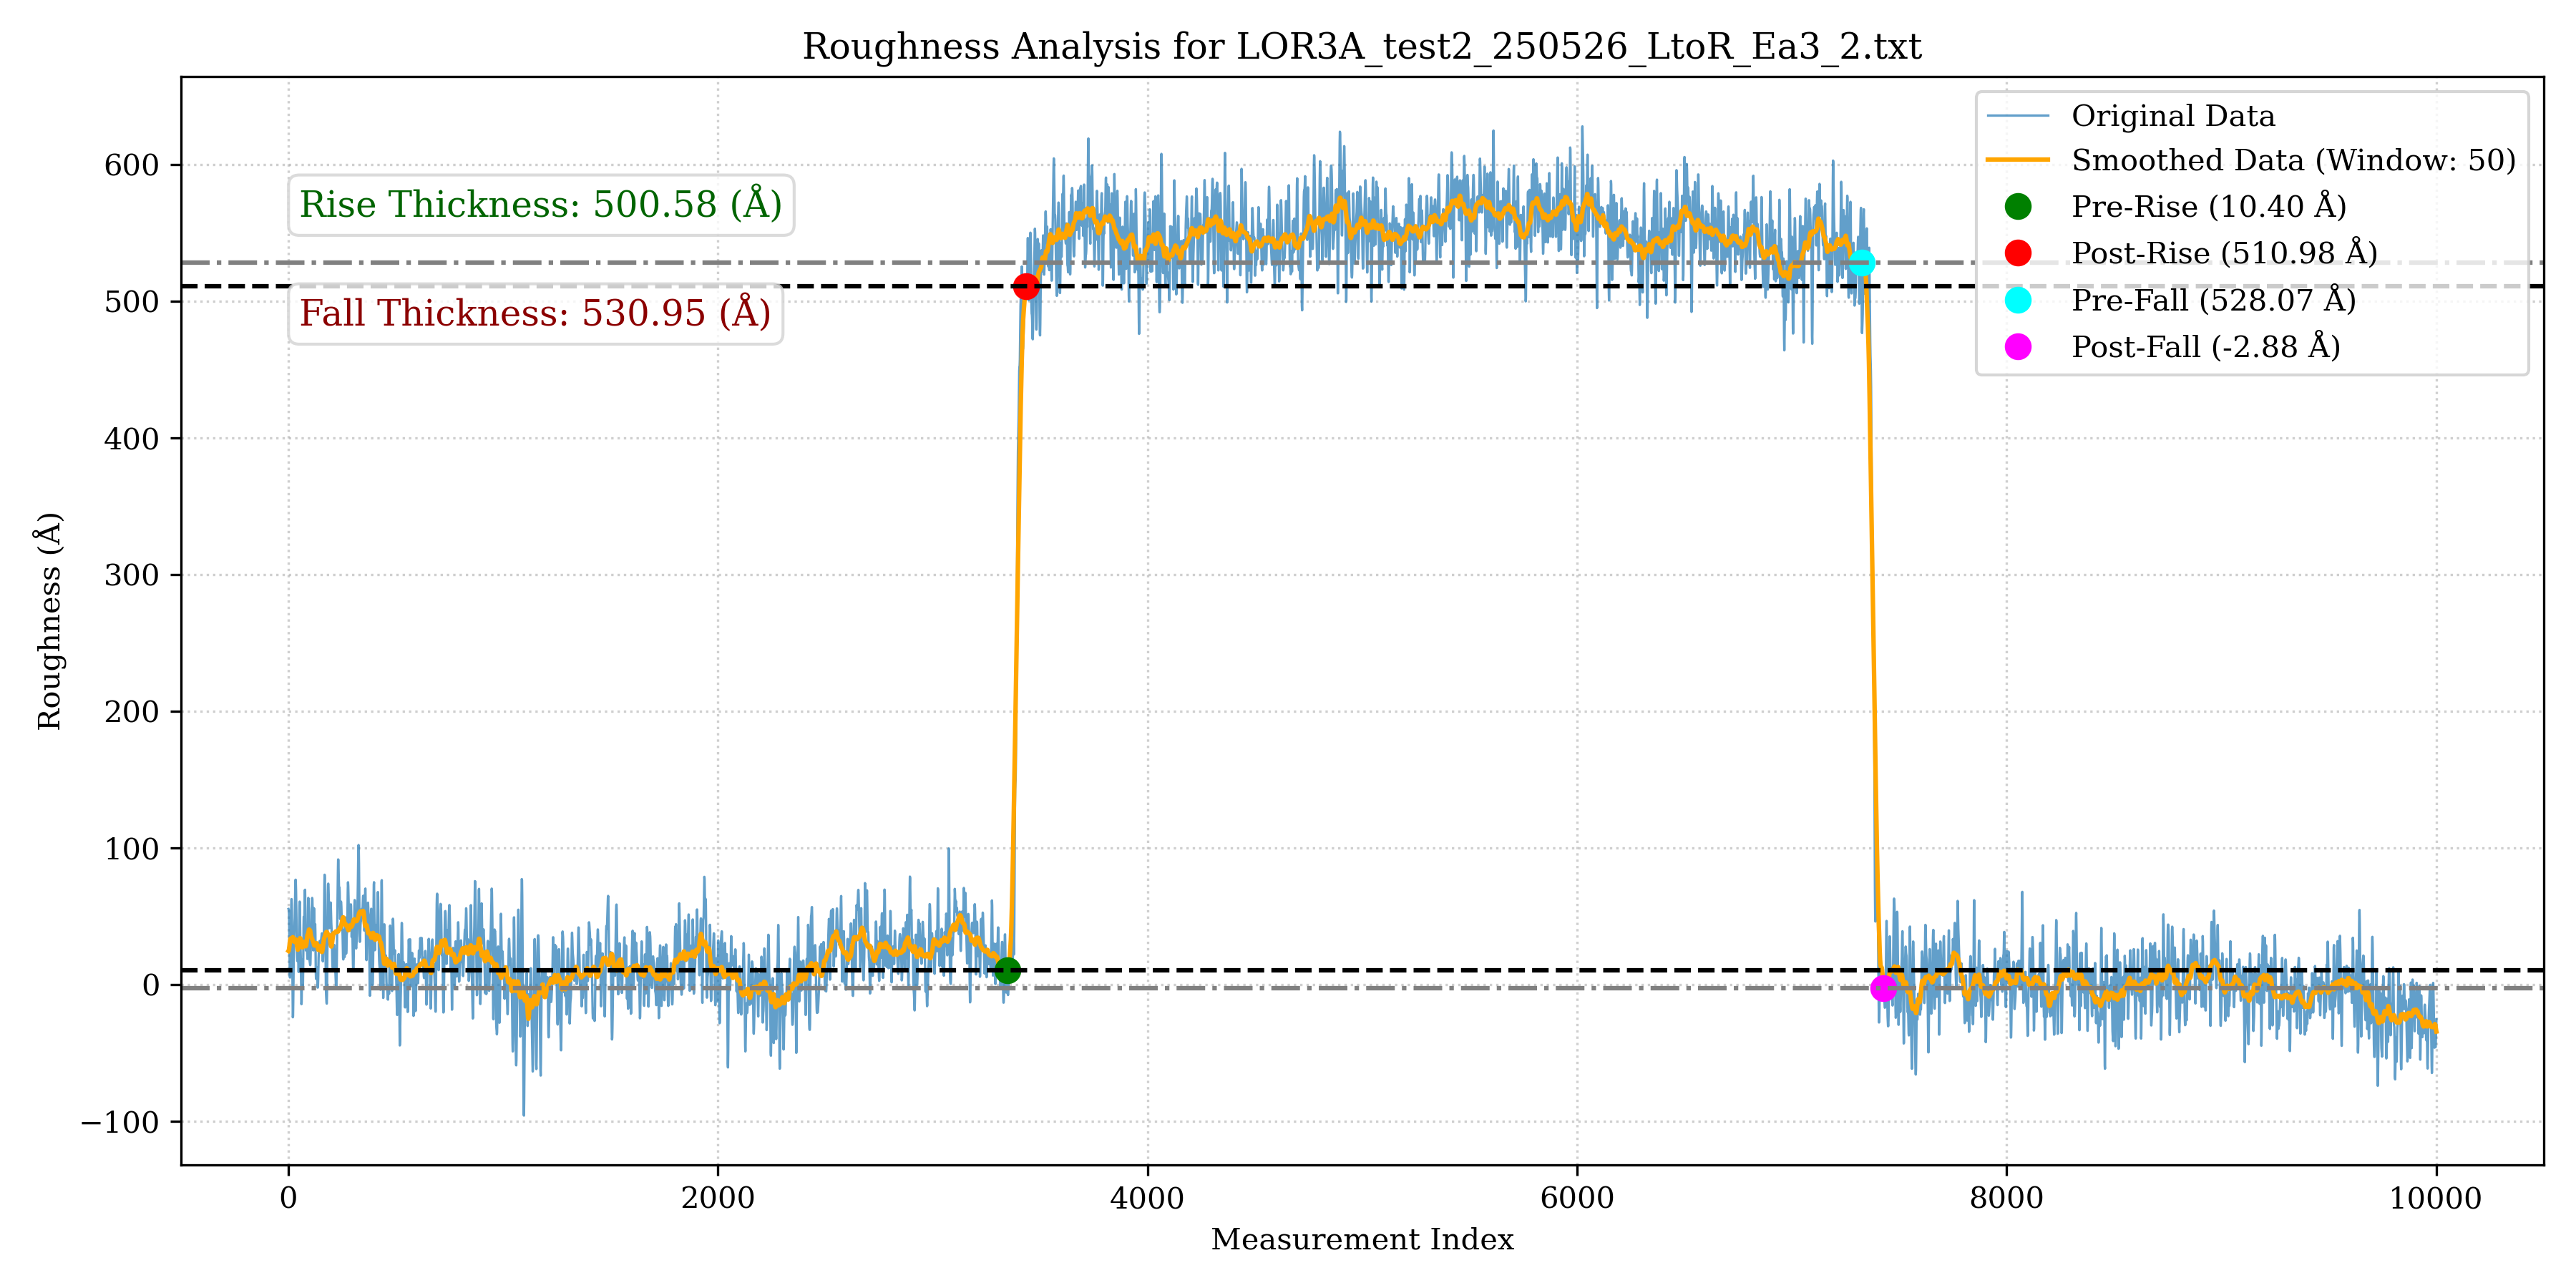 Roughness Analysis for LOR3A_test2_250526_LtoR_Ea3_2.txt
Original Data
Smoothed Data (Window: 50)
Pre-Rise (10.40 Å)
Post-Rise (510.98 Å)
Pre-Fall (528.07 Å)
Post-Fall (-2.88 Å)
Rise Thickness: 500.58 (Å)
Fall Thickness: 530.95 (Å)
Roughness (Å)
600
500
400
300
200
100
0
−100
0
2000
4000
6000
8000
10000
Measurement Index